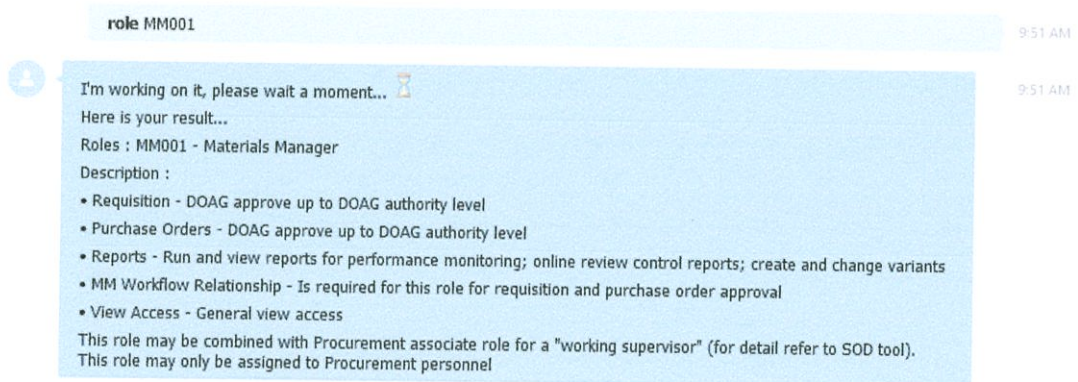 role MM001
9:51 AM
I'm working on it, please wait a moment... ⏳
9:51 AM
Here is your result...
Roles : MM001 - Materials Manager
Description :
• Requisition - DOAG approve up to DOAG authority level
• Purchase Orders - DOAG approve up to DOAG authority level
• Reports - Run and view reports for performance monitoring; online review control reports; create and change variants
• MM Workflow Relationship - Is required for this role for requisition and purchase order approval
• View Access - General view access
This role may be combined with Procurement associate role for a "working supervisor" (for detail refer to SOD tool).
This role may only be assigned to Procurement personnel